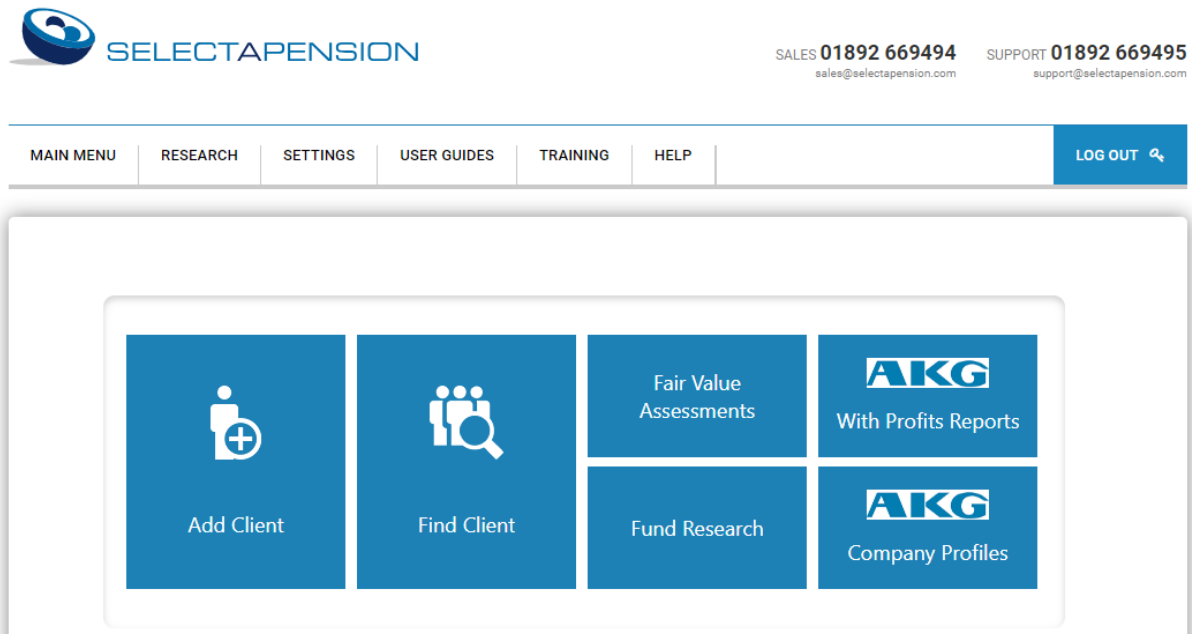 SELECTAPENSION
SALES 01892 669494
sales@selectapension.com
SUPPORT 01892 669495
support@selectapension.com
MAIN MENU
RESEARCH
SETTINGS
USER GUIDES
TRAINING
HELP
LOG OUT
Add Client
Find Client
Fair Value
Assessments
Fund Research
AKG
With Profits Reports
AKG
Company Profiles